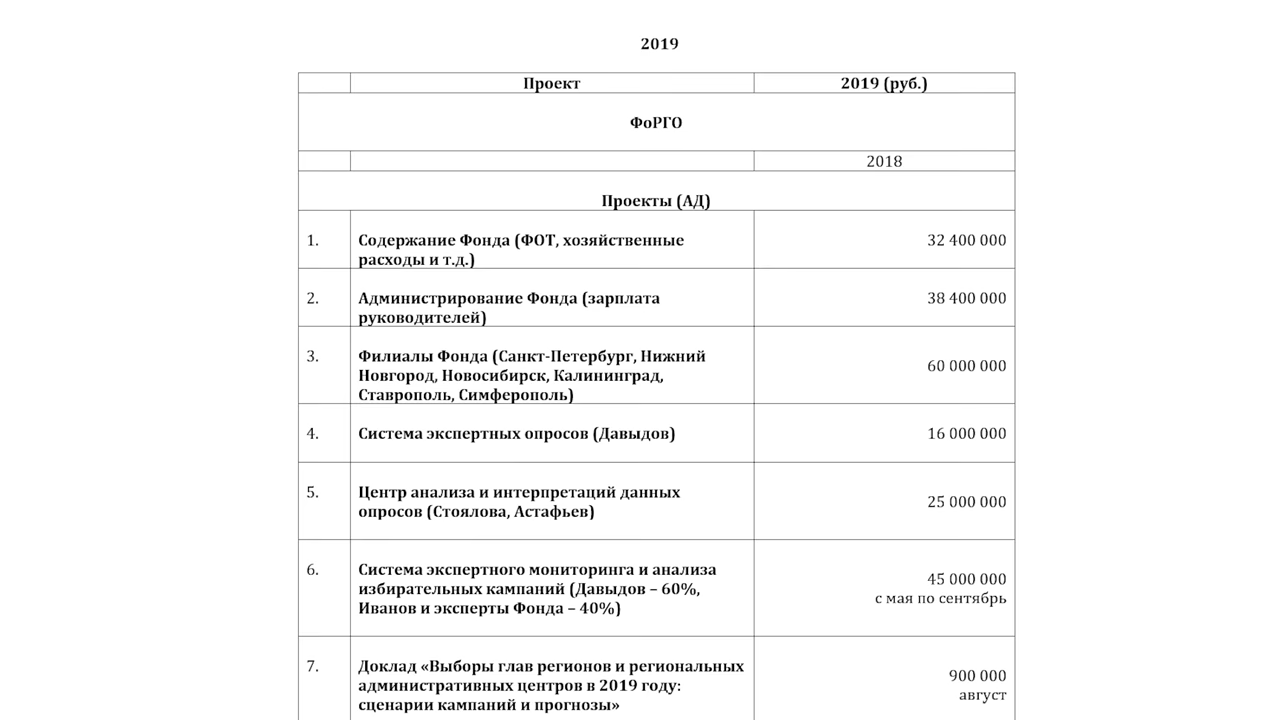 2019
Проект 2019 (руб.)
ФоРГО
2018
Проекты (АД)
1. Содержание Фонда (ФОТ, хозяйственные 32 400 000
расходы и т.д.)
2. Администрирование Фонда (зарплата 38 400 000
руководителей)
3. Филиалы Фонда (Санкт-Петербург, Нижний
Новгород, Новосибирск, Калининград, 60 000 000
Ставрополь, Симферополь)
4. Система экспертных опросов (Давыдов) 16 000 000
5. Центр анализа и интерпретаций данных
опросов (Стоялова, Астафьев)
25 000 000
6. Система экспертного мониторинга и анализа
избирательных кампаний (Давыдов – 60%,
Иванов и эксперты Фонда – 40%)
45 000 000
с мая по сентябрь
7. Доклад «Выборы глав регионов и региональных
административных центров в 2019 году:
сценарии кампаний и прогнозы»
900 000
август